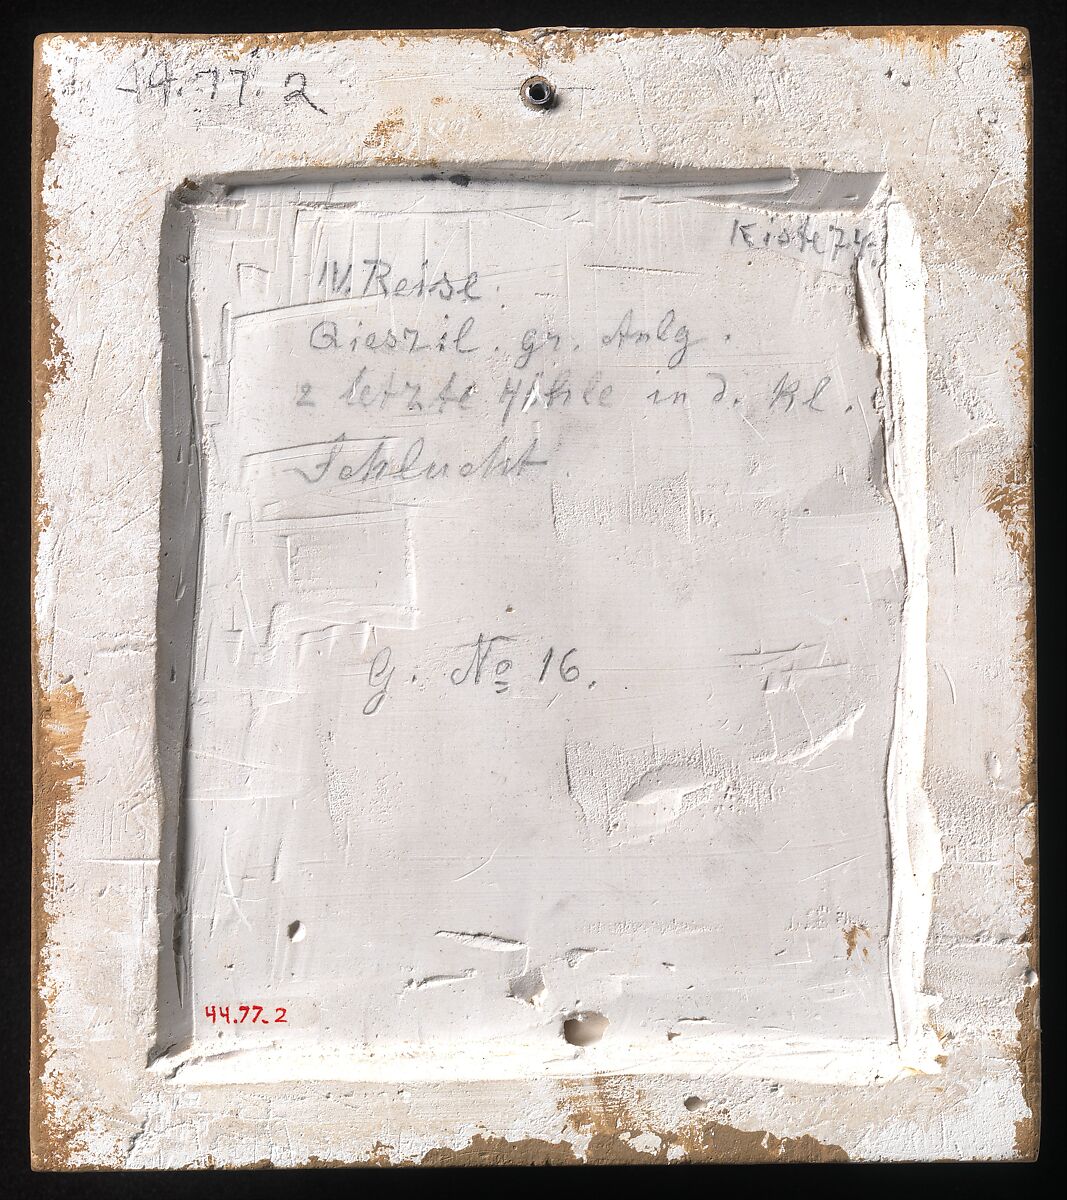 44.77.2
Kiste 74.
IV. Reise
Qieszil. gr. Anlg.
2 letzte Höhle in d. Kl.
Schlucht.
G. No 16.
44.77.2